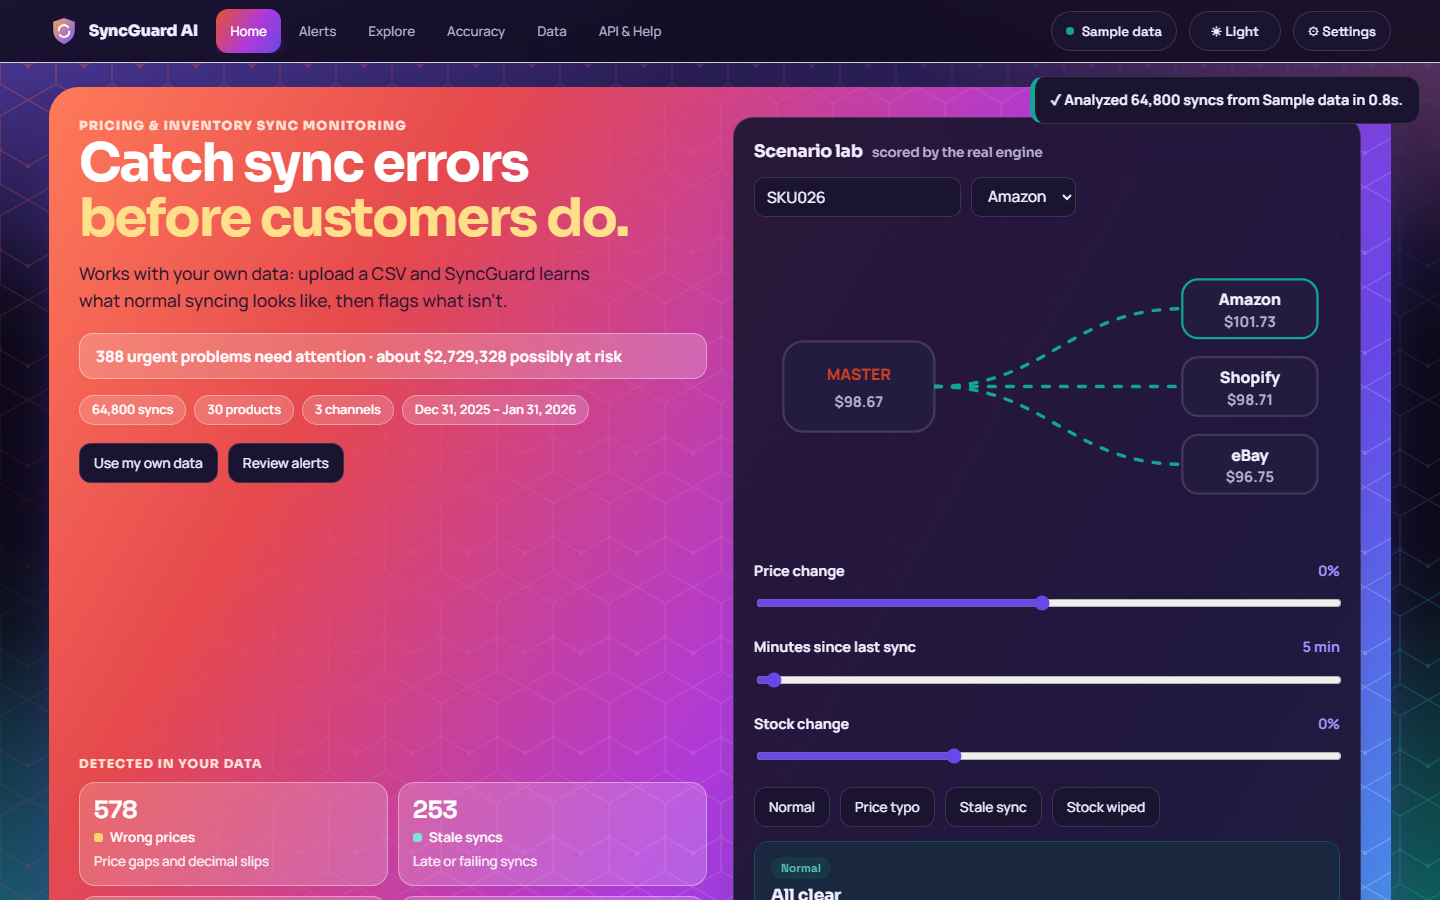 SyncGuard AI
Home
Alerts
Explore
Accuracy
Data
API & Help
Sample data
☀ Light
⚙ Settings
✓ Analyzed 64,800 syncs from Sample data in 0.8s.
PRICING & INVENTORY SYNC MONITORING
Catch sync errors
before customers do.
Works with your own data: upload a CSV and SyncGuard learns
what normal syncing looks like, then flags what isn't.
388 urgent problems need attention · about $2,729,328 possibly at risk
64,800 syncs
30 products
3 channels
Dec 31, 2025 – Jan 31, 2026
Use my own data
Review alerts
DETECTED IN YOUR DATA
578
Wrong prices
Price gaps and decimal slips
253
Stale syncs
Late or failing syncs
Scenario lab scored by the real engine
SKU026
Amazon
MASTER
$98.67
Amazon
$101.73
Shopify
$98.71
eBay
$96.75
Price change 0%
Minutes since last sync 5 min
Stock change 0%
Normal
Price typo
Stale sync
Stock wiped
Normal
All clear